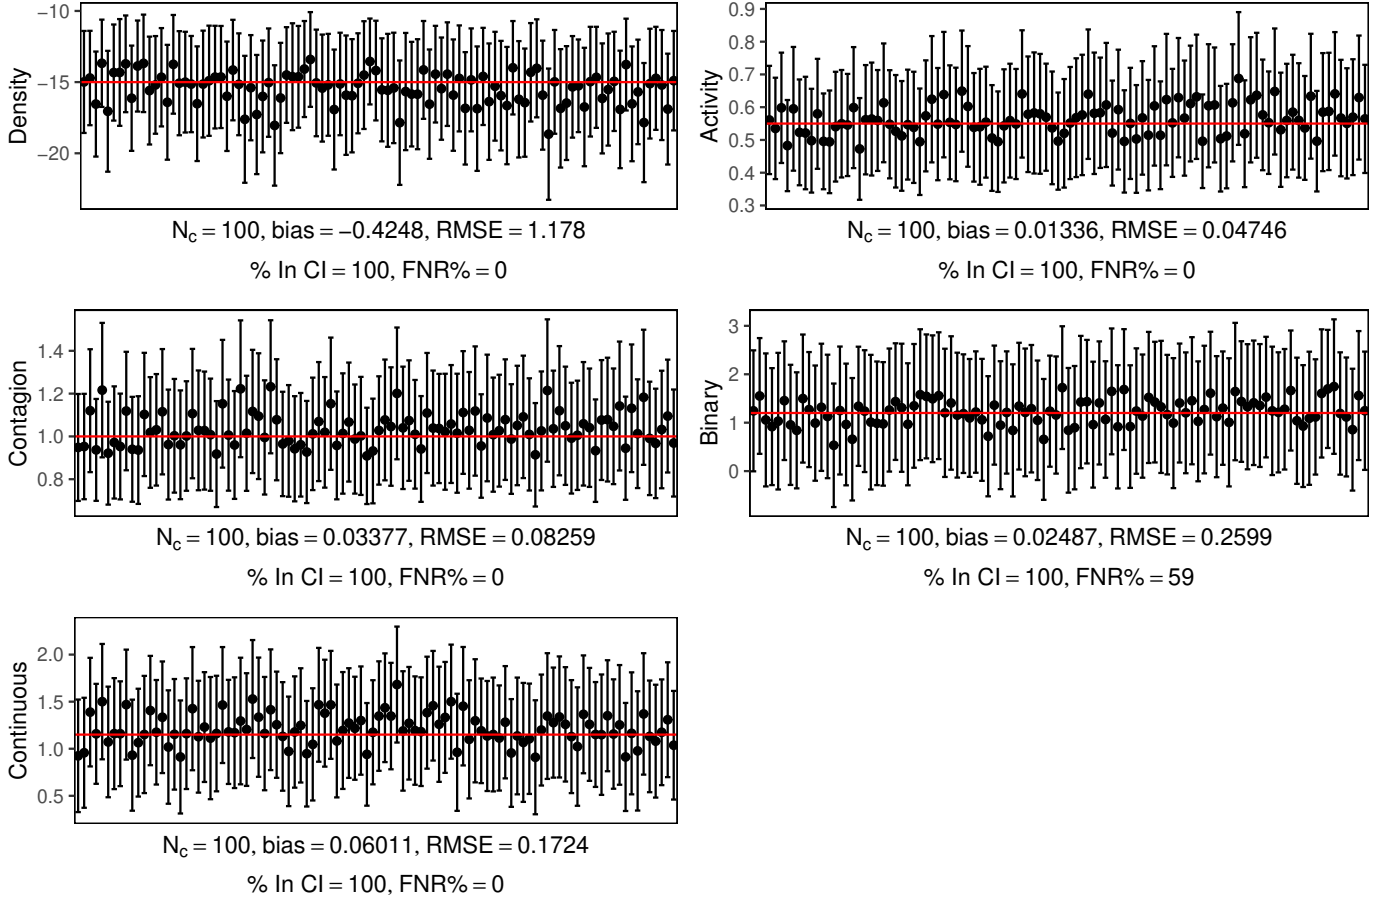 Density
−10
−15
−20
N_c = 100, bias = −0.4248, RMSE = 1.178
% In CI = 100, FNR% = 0
Activity
0.9
0.8
0.7
0.6
0.5
0.4
0.3
N_c = 100, bias = 0.01336, RMSE = 0.04746
% In CI = 100, FNR% = 0
Contagion
1.4
1.2
1.0
0.8
N_c = 100, bias = 0.03377, RMSE = 0.08259
% In CI = 100, FNR% = 0
Binary
3
2
1
0
N_c = 100, bias = 0.02487, RMSE = 0.2599
% In CI = 100, FNR% = 59
Continuous
2.0
1.5
1.0
0.5
N_c = 100, bias = 0.06011, RMSE = 0.1724
% In CI = 100, FNR% = 0